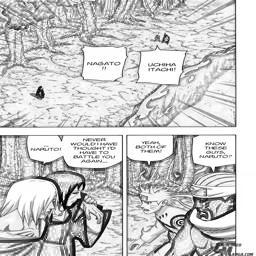 UCHIHA
ITACHI!
NAGATO
!!
KNOW
THESE
GUYS,
NARUTO?
YEAH,
BOTH OF
THEM!
NEVER
WOULD I HAVE
THOUGHT I'D
HAVE TO
BATTLE YOU
AGAIN...
NARUTO!